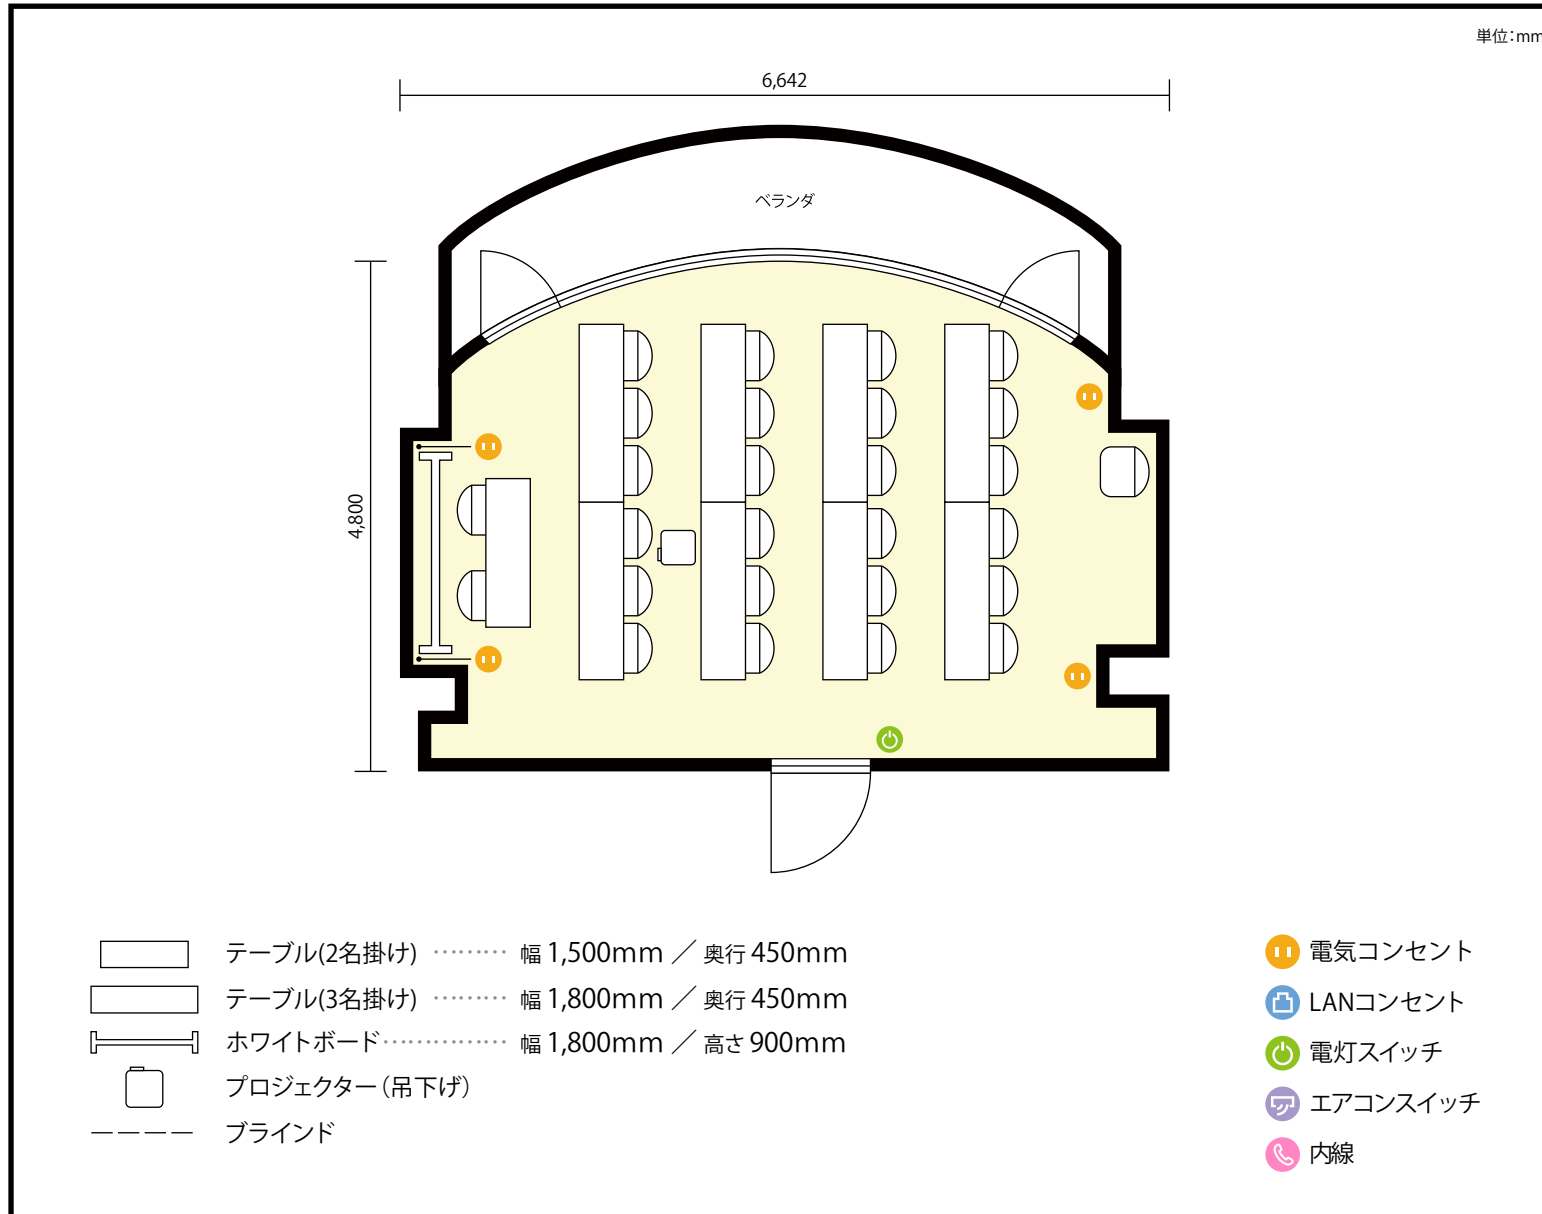 単位：mm
6,642
ベランダ
4,800
テーブル(2名掛け) ……… 幅 1,500mm ／ 奥行 450mm
テーブル(3名掛け) ……… 幅 1,800mm ／ 奥行 450mm
ホワイトボード…………… 幅 1,800mm ／ 高さ 900mm
プロジェクター（吊下げ）
ブラインド
電気コンセント
LANコンセント
電灯スイッチ
エアコンスイッチ
内線